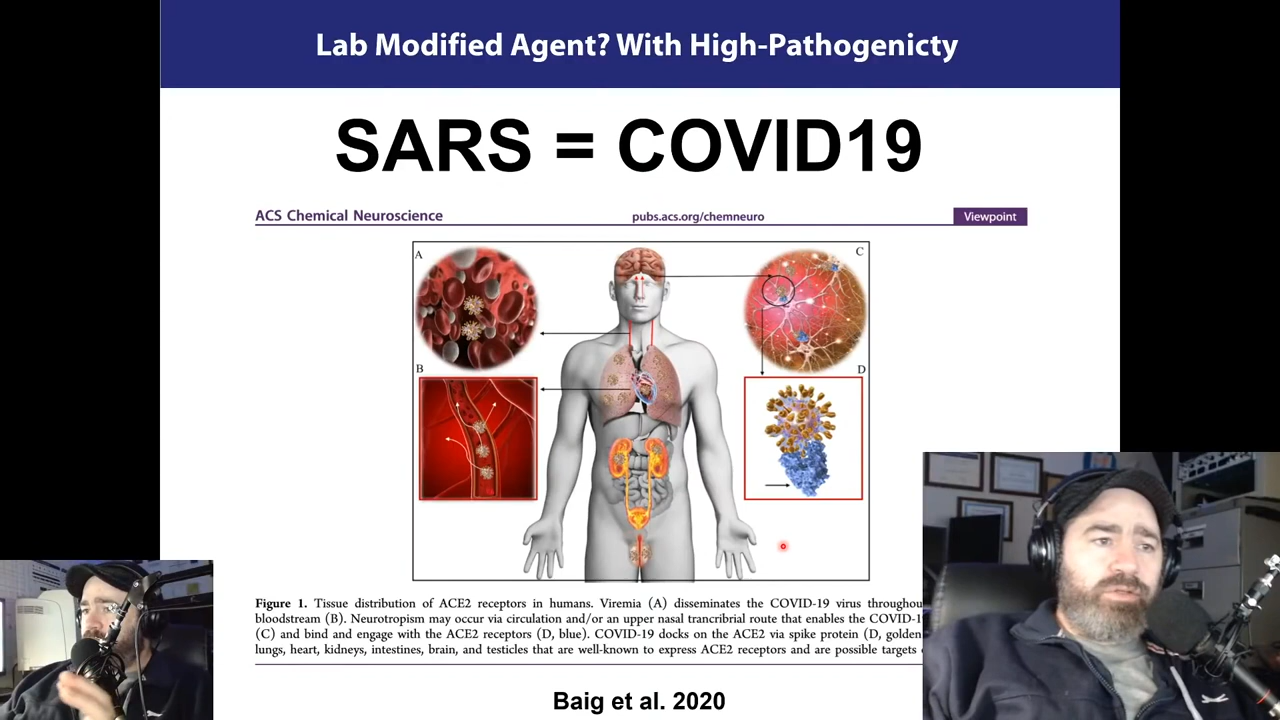 Lab Modified Agent? With High-Pathogenicty
SARS = COVID19
ACS Chemical Neuroscience
pubs.acs.org/chemneuro
Viewpoint
A
C
B
D
Figure 1. Tissue distribution of ACE2 receptors in humans. Viremia (A) disseminates the COVID-19 virus throughou
bloodstream (B). Neurotropism may occur via circulation and/or an upper nasal trancribrial route that enables the COVID-1
(C) and bind and engage with the ACE2 receptors (D, blue). COVID-19 docks on the ACE2 via spike protein (D, golden
lungs, heart, kidneys, intestines, brain, and testicles that are well-known to express ACE2 receptors and are possible targets
Baig et al. 2020